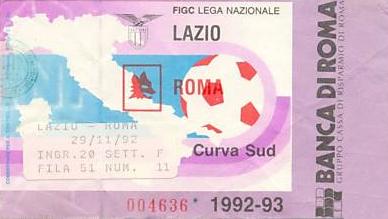 FIGC LEGA NAZIONALE
LAZIO
ROMA
LAZIO - ROMA
29/11/92
INGR.20 SETT. F
FILA 51 NUM. 11
Curva Sud
004636* 1992-93
BANCA DI ROMA
GRUPPO CASSA DI RISPARMIO DI ROMA